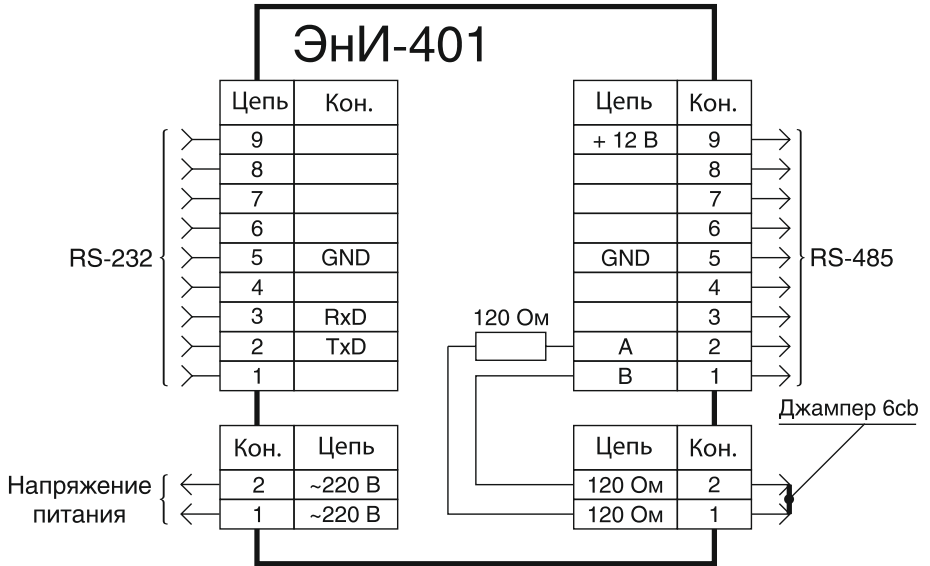 ЭнИ-401
Цепь Кон.
9
8
7
6
5 GND
4
3 RxD
2 TxD
1
RS-232
Цепь Кон.
+ 12 В 9
8
7
6
GND 5
4
3
A 2
B 1
RS-485
120 Ом
Джампер 6cb
Кон. Цепь
2 ~220 В
1 ~220 В
Напряжение
питания
Цепь Кон.
120 Ом 2
120 Ом 1